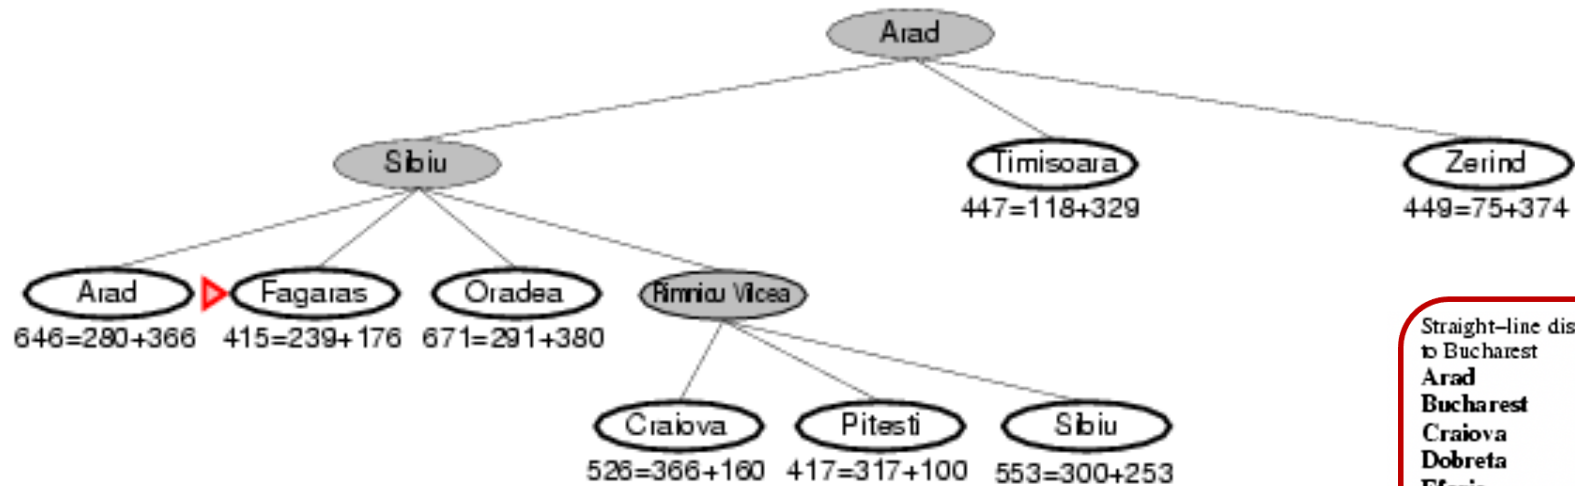 Arad
Sibiu
Timisoara
Zerind
447=118+329
449=75+374
Arad
Fagaras
Oradea
Rimnicu Vilcea
646=280+366
415=239+176
671=291+380
Craiova
Pitesti
Sibiu
526=366+160
417=317+100
553=300+253
Straight–line dis
to Bucharest
Arad
Bucharest
Craiova
Dobreta